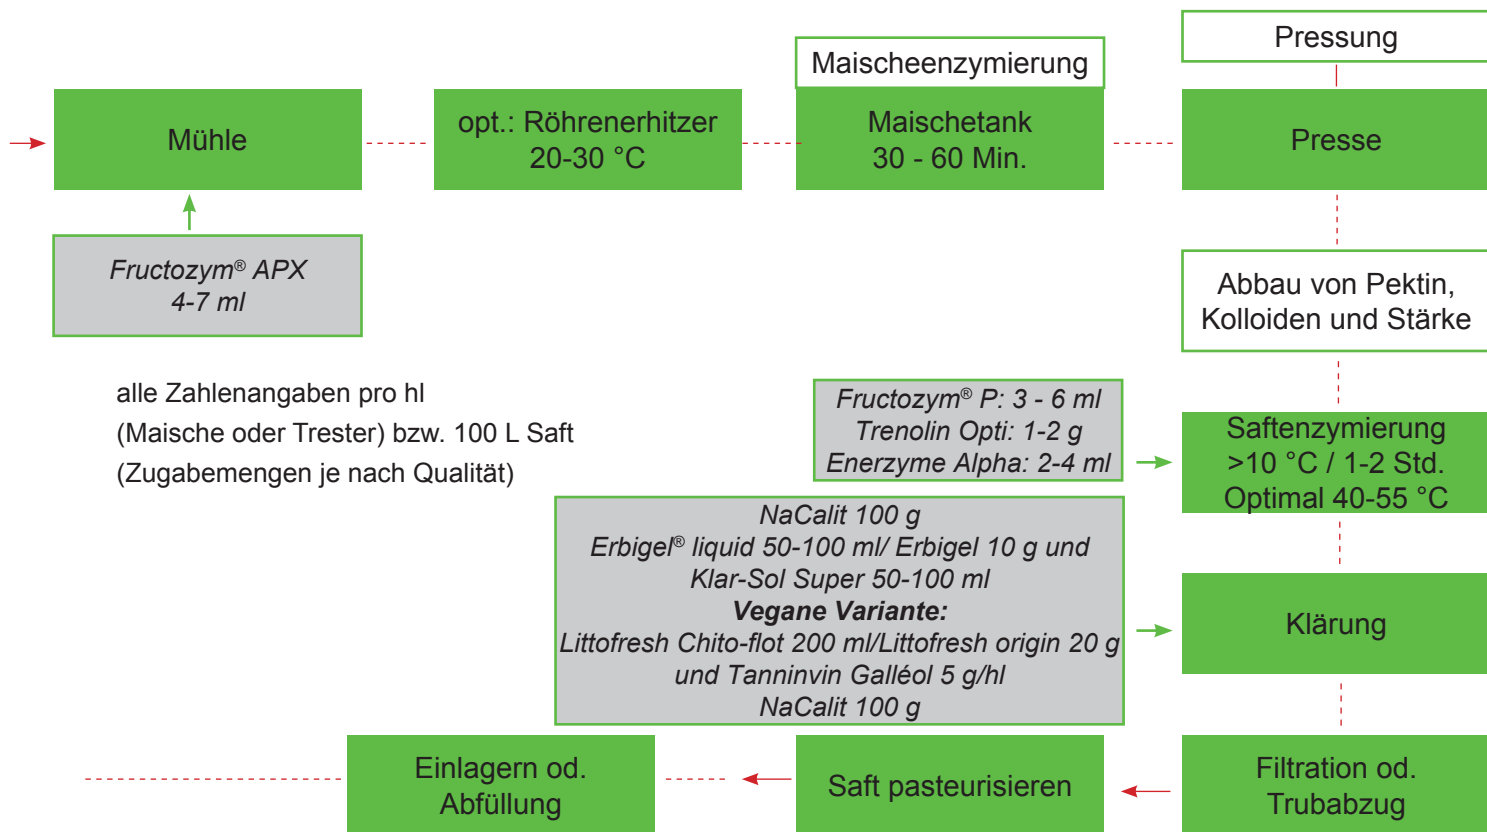 Pressung
Maischeenzymierung
Mühle
opt.: Röhrenerhitzer
20-30 °C
Maischetank
30 - 60 Min.
Presse
Fructozym® APX
4-7 ml
Abbau von Pektin,
Kolloiden und Stärke
alle Zahlenangaben pro hl
(Maische oder Trester) bzw. 100 L Saft
(Zugabemengen je nach Qualität)
Fructozym® P: 3 - 6 ml
Trenolin Opti: 1-2 g
Enerzyme Alpha: 2-4 ml
Saftenzymierung
>10 °C / 1-2 Std.
Optimal 40-55 °C
NaCalit 100 g
Erbigel® liquid 50-100 ml/ Erbigel 10 g und
Klar-Sol Super 50-100 ml
Vegane Variante:
Littofresh Chito-flot 200 ml/Littofresh origin 20 g
und Tanninvin Galléol 5 g/hl
NaCalit 100 g
Klärung
Filtration od.
Trubabzug
Saft pasteurisieren
Einlagern od.
Abfüllung